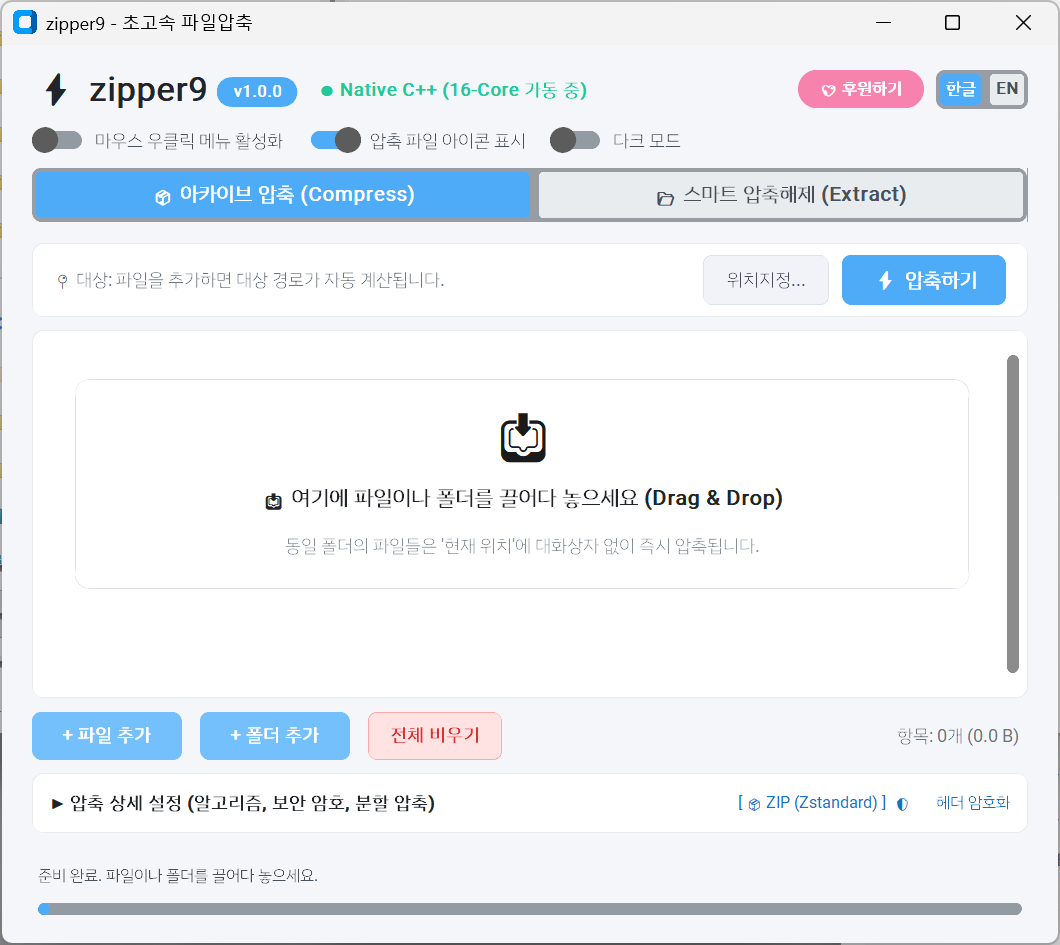 zipper9 - 초고속 파일압축
zipper9 v1.0.0 ● Native C++ (16-Core 가동 중) 후원하기 한글 EN
마우스 우클릭 메뉴 활성화 압축 파일 아이콘 표시 다크 모드
아카이브 압축 (Compress) 스마트 압축해제 (Extract)
대상: 파일을 추가하면 대상 경로가 자동 계산됩니다. 위치지정... 압축하기
여기에 파일이나 폴더를 끌어다 놓으세요 (Drag & Drop)
동일 폴더의 파일들은 '현재 위치'에 대화상자 없이 즉시 압축됩니다.
+ 파일 추가 + 폴더 추가 전체 비우기 항목: 0개 (0.0 B)
▶ 압축 상세 설정 (알고리즘, 보안 암호, 분할 압축) [ ZIP (Zstandard) ] 헤더 암호화
준비 완료. 파일이나 폴더를 끌어다 놓으세요.